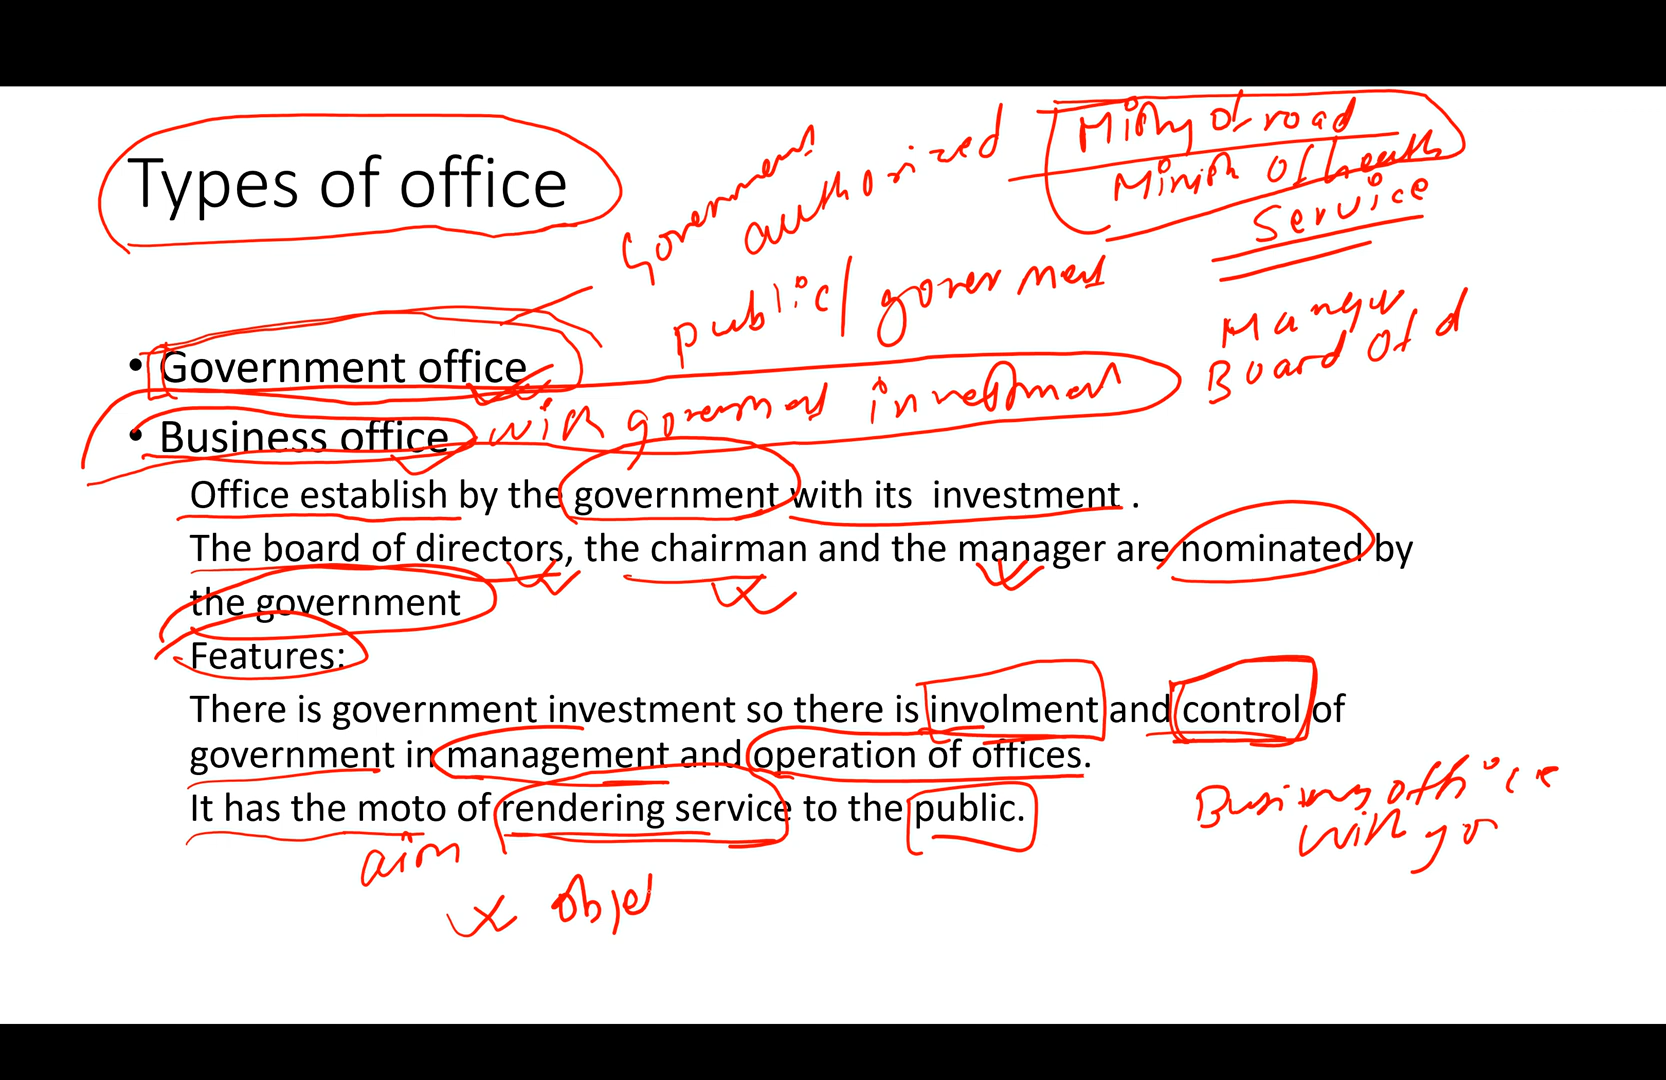 Types of office
Government
authorized
Ministry of road
Minish of heath
Service
public/ government
Manger
Board of d
• Government office
with government investment
• Business office
Office establish by the government with its  investment .
The board of directors, the chairman and the manager are nominated by
the government
Features:
There is government investment so there is involment and control of
government in management and operation of offices.
It has the moto of rendering service to the public.
Business office
with go
aim
obje